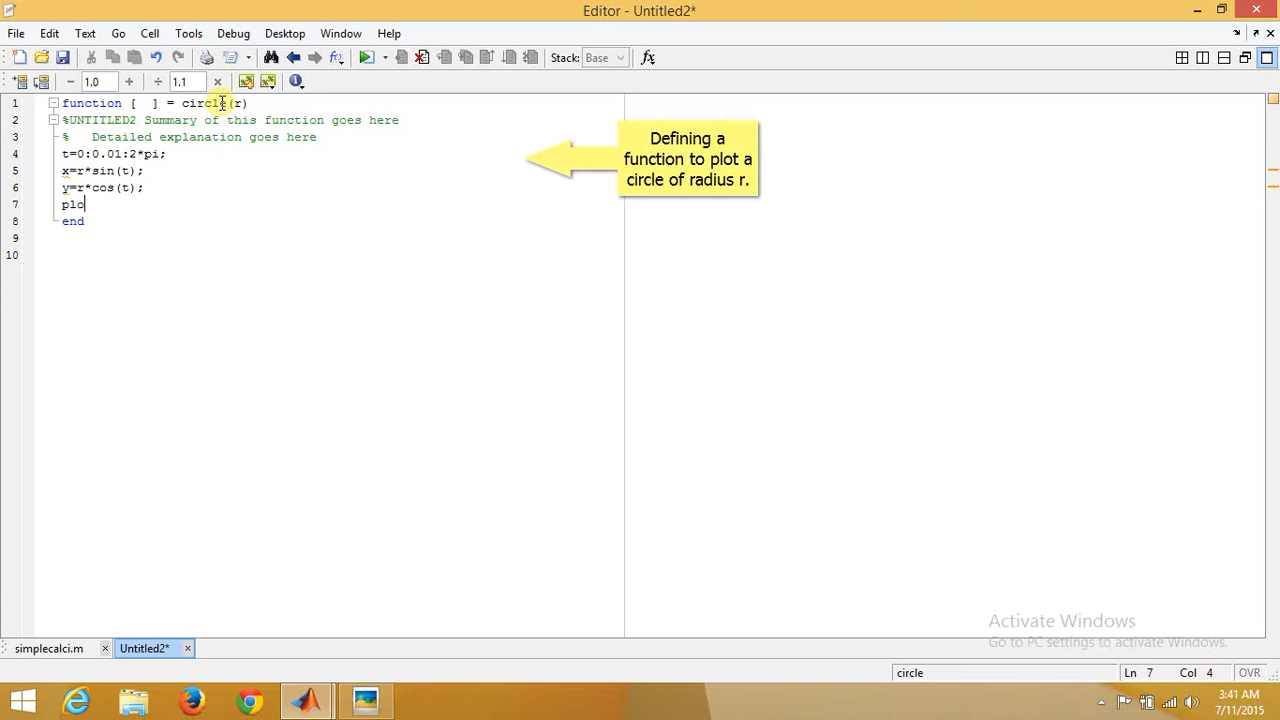 Editor - Untitled2*
File Edit Text Go Cell Tools Debug Desktop Window Help
Stack: Base fx
1.0 1.1
1 function [ ] = circle(r)
2 %UNTITLED2 Summary of this function goes here
3 % Detailed explanation goes here
4 t=0:0.01:2*pi;
5 x=r*sin(t);
6 y=r*cos(t);
7 plo
8 end
9
10
Defining a
function to plot a
circle of radius r.
Activate Windows
Go to PC settings to activate Windows.
simplecalci.m Untitled2*
circle Ln 7 Col 4 OVR
3:41 AM
7/11/2015